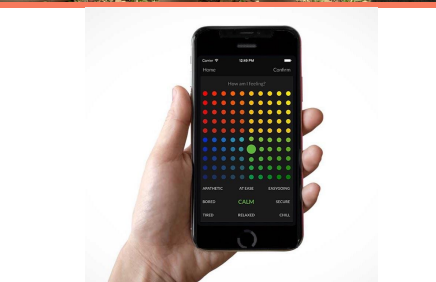 Carrier 12:49 PM
Home Confirm
How am I feeling?
APATHETIC AT EASE EASYGOING
BORED CALM SECURE
TIRED RELAXED CHILL